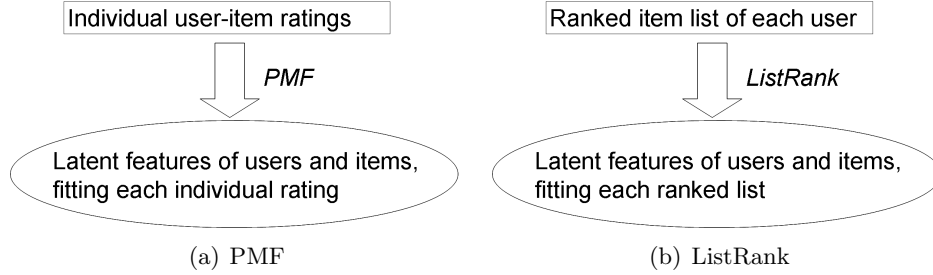 Individual user-item ratings
PMF
Latent features of users and items,
fitting each individual rating
(a) PMF
Ranked item list of each user
ListRank
Latent features of users and items,
fitting each ranked list
(b) ListRank